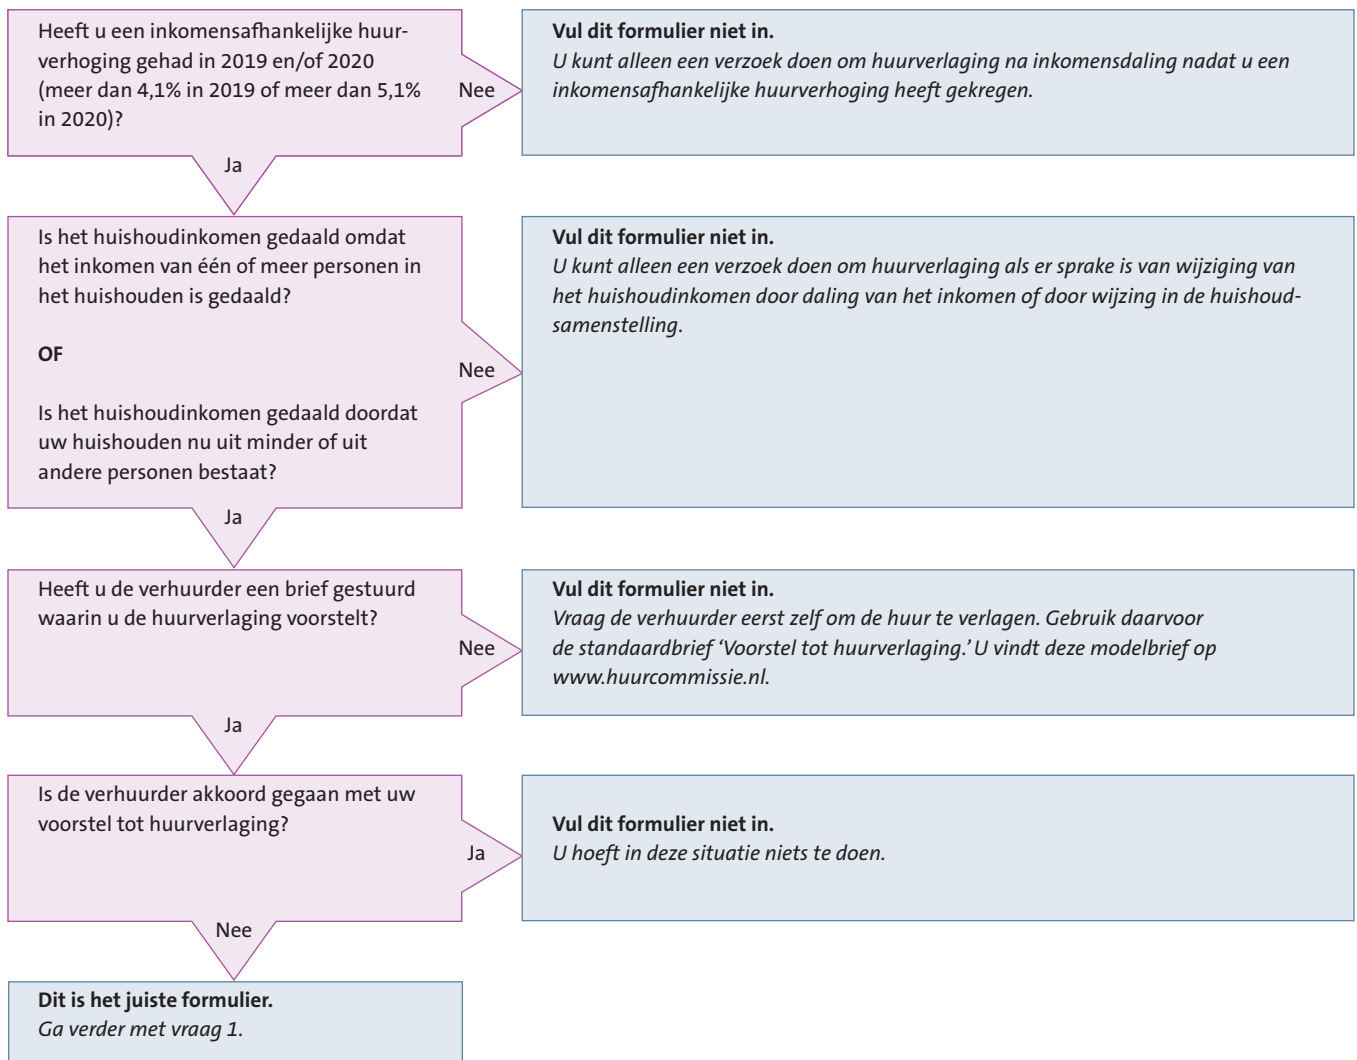 Heeft u een inkomensafhankelijke huur-
verhoging gehad in 2019 en/of 2020
(meer dan 4,1% in 2019 of meer dan 5,1%
in 2020)?
Nee
Vul dit formulier niet in.
U kunt alleen een verzoek doen om huurverlaging na inkomensdaling nadat u een
inkomensafhankelijke huurverhoging heeft gekregen.
Ja
Is het huishoudinkomen gedaald omdat
het inkomen van één of meer personen in
het huishouden is gedaald?
OF
Is het huishoudinkomen gedaald doordat
uw huishouden nu uit minder of uit
andere personen bestaat?
Nee
Vul dit formulier niet in.
U kunt alleen een verzoek doen om huurverlaging als er sprake is van wijziging van
het huishoudinkomen door daling van het inkomen of door wijzing in de huishoud-
samenstelling.
Ja
Heeft u de verhuurder een brief gestuurd
waarin u de huurverlaging voorstelt?
Nee
Vul dit formulier niet in.
Vraag de verhuurder eerst zelf om de huur te verlagen. Gebruik daarvoor
de standaardbrief ‘Voorstel tot huurverlaging.’ U vindt deze modelbrief op
www.huurcommissie.nl.
Ja
Is de verhuurder akkoord gegaan met uw
voorstel tot huurverlaging?
Ja
Vul dit formulier niet in.
U hoeft in deze situatie niets te doen.
Nee
Dit is het juiste formulier.
Ga verder met vraag 1.